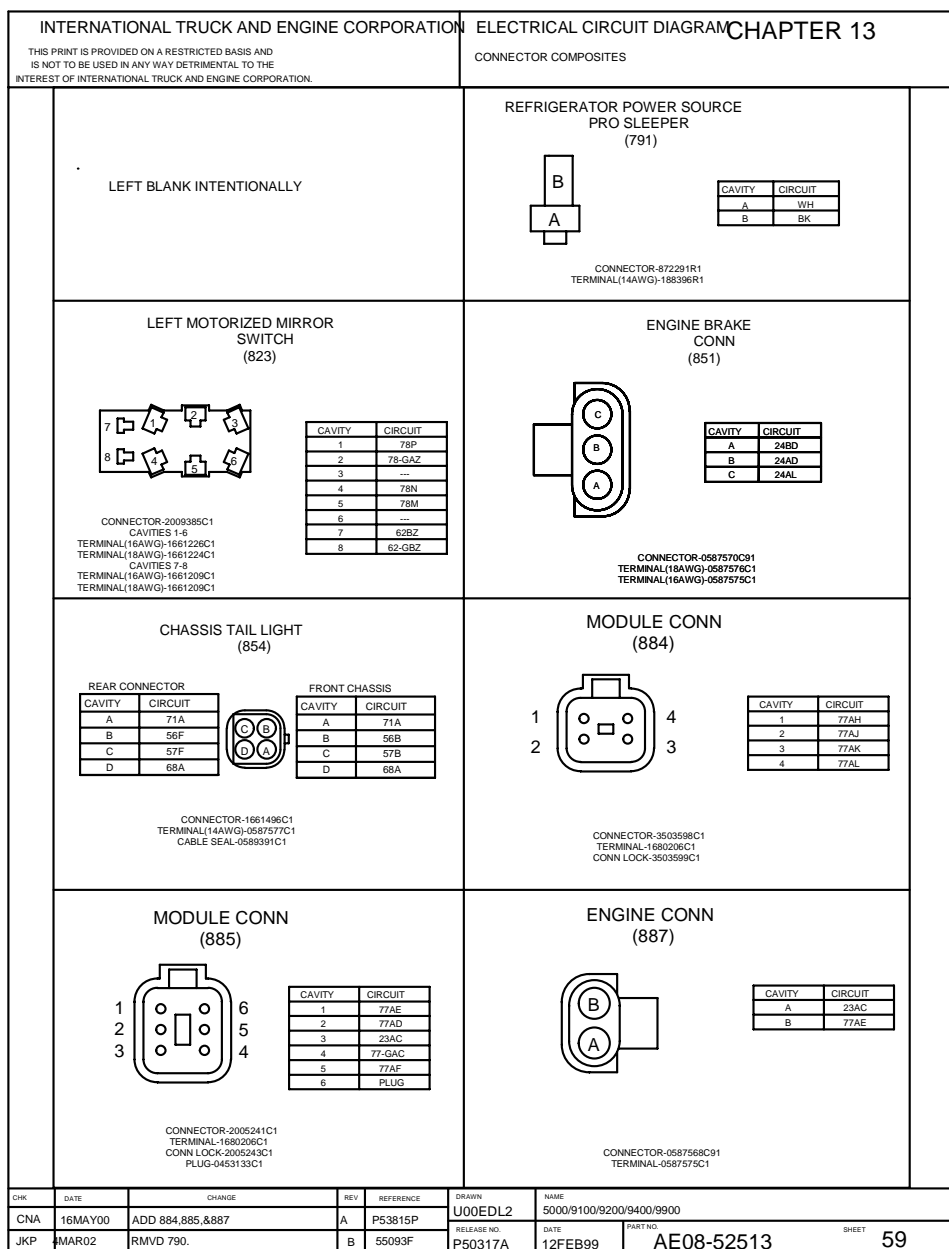 INTERNATIONAL TRUCK AND ENGINE CORPORATION
THIS PRINT IS PROVIDED ON A RESTRICTED BASIS AND
IS NOT TO BE USED IN ANY WAY DETRIMENTAL TO THE
INTEREST OF INTERNATIONAL TRUCK AND ENGINE CORPORATION.
ELECTRICAL CIRCUIT DIAGRAM CHAPTER 13
CONNECTOR COMPOSITES
LEFT BLANK INTENTIONALLY
REFRIGERATOR POWER SOURCE
PRO SLEEPER
(791)
B
A
CAVITY CIRCUIT
A WH
B BK
CONNECTOR-872291R1
TERMINAL(14AWG)-188396R1
LEFT MOTORIZED MIRROR
SWITCH
(823)
7 1 2 3
8 4 5 6
CAVITY CIRCUIT
1 78P
2 78-GAZ
3 ---
4 78N
5 78M
6 ---
7 62BZ
8 62-GBZ
CONNECTOR-2009385C1
CAVITIES 1-6
TERMINAL(16AWG)-1661226C1
TERMINAL(18AWG)-1661224C1
CAVITIES 7-8
TERMINAL(16AWG)-1661209C1
TERMINAL(18AWG)-1661209C1
ENGINE BRAKE
CONN
(851)
C
B
A
CAVITY CIRCUIT
A 24BD
B 24AD
C 24AL
CONNECTOR-0587570C91
TERMINAL(18AWG)-0587576C1
TERMINAL(16AWG)-0587575C1
CHASSIS TAIL LIGHT
(854)
REAR CONNECTOR
CAVITY CIRCUIT
A 71A
B 56F
C 57F
D 68A
C B
D A
FRONT CHASSIS
CAVITY CIRCUIT
A 71A
B 56B
C 57B
D 68A
CONNECTOR-1661496C1
TERMINAL(14AWG)-0587577C1
CABLE SEAL-0589391C1
MODULE CONN
(884)
1 4
2 3
CAVITY CIRCUIT
1 77AH
2 77AJ
3 77AK
4 77AL
CONNECTOR-3503598C1
TERMINAL-1680206C1
CONN LOCK-3503599C1
MODULE CONN
(885)
1 6
2 5
3 4
CAVITY CIRCUIT
1 77AE
2 77AD
3 23AC
4 77-GAC
5 77AF
6 PLUG
CONNECTOR-2005241C1
TERMINAL-1680206C1
CONN LOCK-2005243C1
PLUG-0453133C1
ENGINE CONN
(887)
B
A
CAVITY CIRCUIT
A 23AC
B 77AE
CONNECTOR-0587568C91
TERMINAL-0587575C1
CHK DATE CHANGE REV REFERENCE
CNA 16MAY00 ADD 884,885,&887 A P53815P
JKP 4MAR02 RMVD 790. B 55093F
DRAWN
U00EDL2
NAME
5000/9100/9200/9400/9900
RELEASE NO.
P50317A
DATE
12FEB99
PART NO.
AE08-52513
SHEET 59